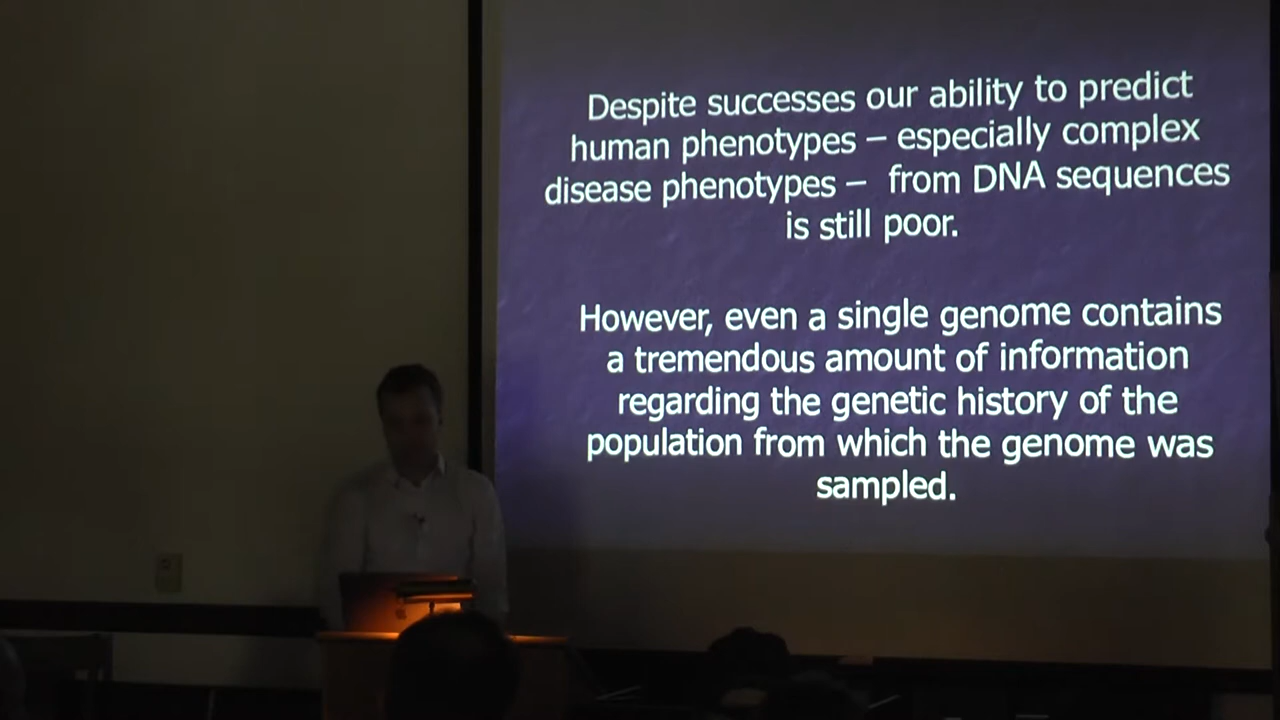 Despite successes our ability to predict
human phenotypes – especially complex
disease phenotypes – from DNA sequences
is still poor.
However, even a single genome contains
a tremendous amount of information
regarding the genetic history of the
population from which the genome was
sampled.